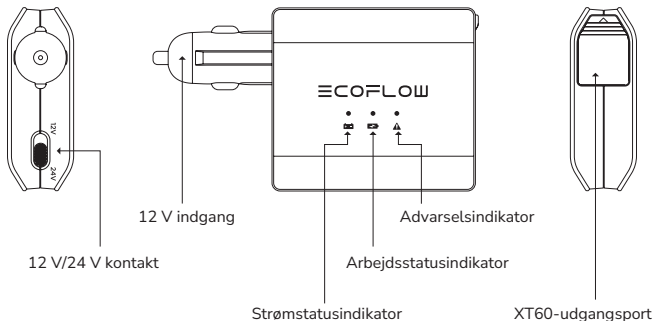 ECOFLOW
12V
24V
12 V indgang
Advarselsindikator
12 V/24 V kontakt
Arbejdsstatusindikator
Strømstatusindikator
XT60-udgangsport